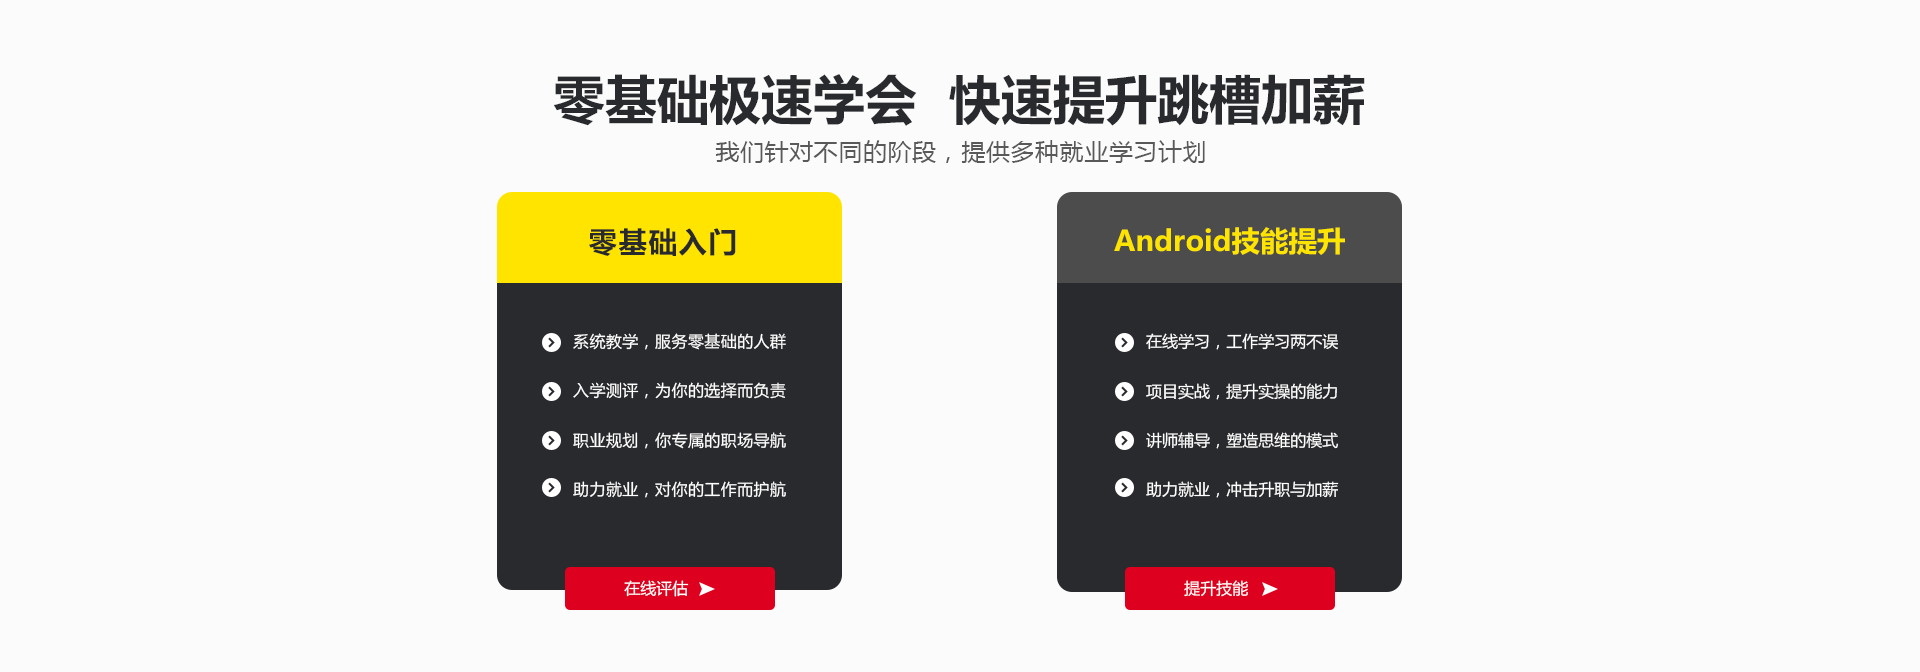 零基础极速学会 快速提升跳槽加薪
我们针对不同的阶段，提供多种就业学习计划
零基础入门
系统教学，服务零基础的人群
入学测评，为你的选择而负责
职业规划，你专属的职场导航
助力就业，对你的工作而护航
在线评估
Android技能提升
在线学习，工作学习两不误
项目实战，提升实操的能力
讲师辅导，塑造思维的模式
助力就业，冲击升职与加薪
提升技能